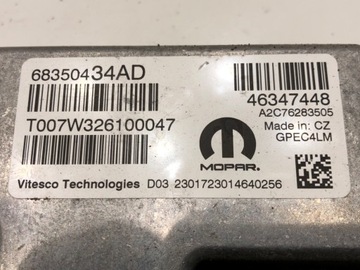 68350434AD
46347448
A2C76283505
T007W326100047
Made in: CZ
GPEC4LM
MOPAR.
Vitesco Technologies D03 2301723014640256